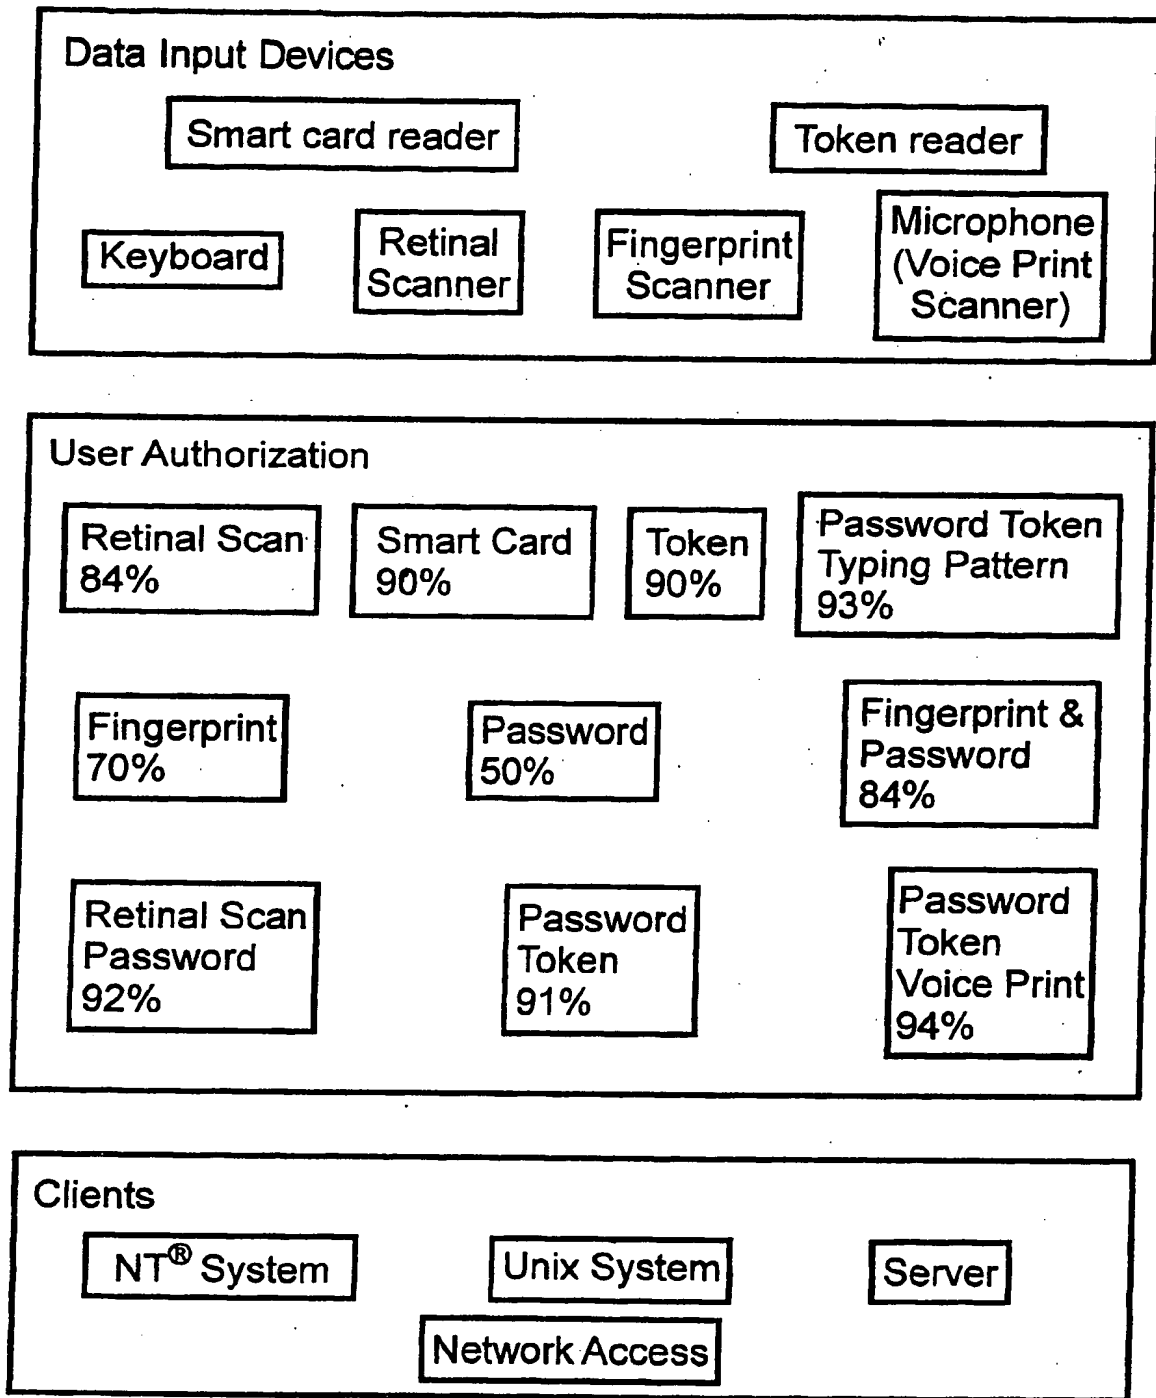 Data Input Devices
Smart card reader
Token reader
Keyboard
Retinal
Scanner
Fingerprint
Scanner
Microphone
(Voice Print
Scanner)
User Authorization
Retinal Scan
84%
Smart Card
90%
Token
90%
Password Token
Typing Pattern
93%
Fingerprint
70%
Password
50%
Fingerprint &
Password
84%
Retinal Scan
Password
92%
Password
Token
91%
Password
Token
Voice Print
94%
Clients
NT® System
Unix System
Server
Network Access